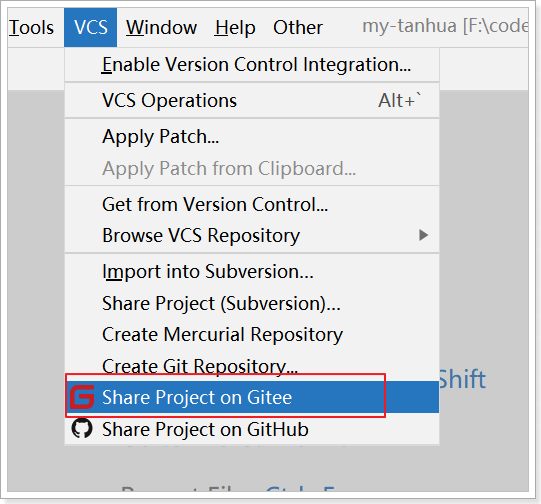 Tools VCS Window Help Other my-tanhua [F:\code
Enable Version Control Integration...
VCS Operations Alt+`
Apply Patch...
Apply Patch from Clipboard...
Get from Version Control...
Browse VCS Repository
Import into Subversion...
Share Project (Subversion)...
Create Mercurial Repository
Create Git Repository...
Shift
Share Project on Gitee
Share Project on GitHub